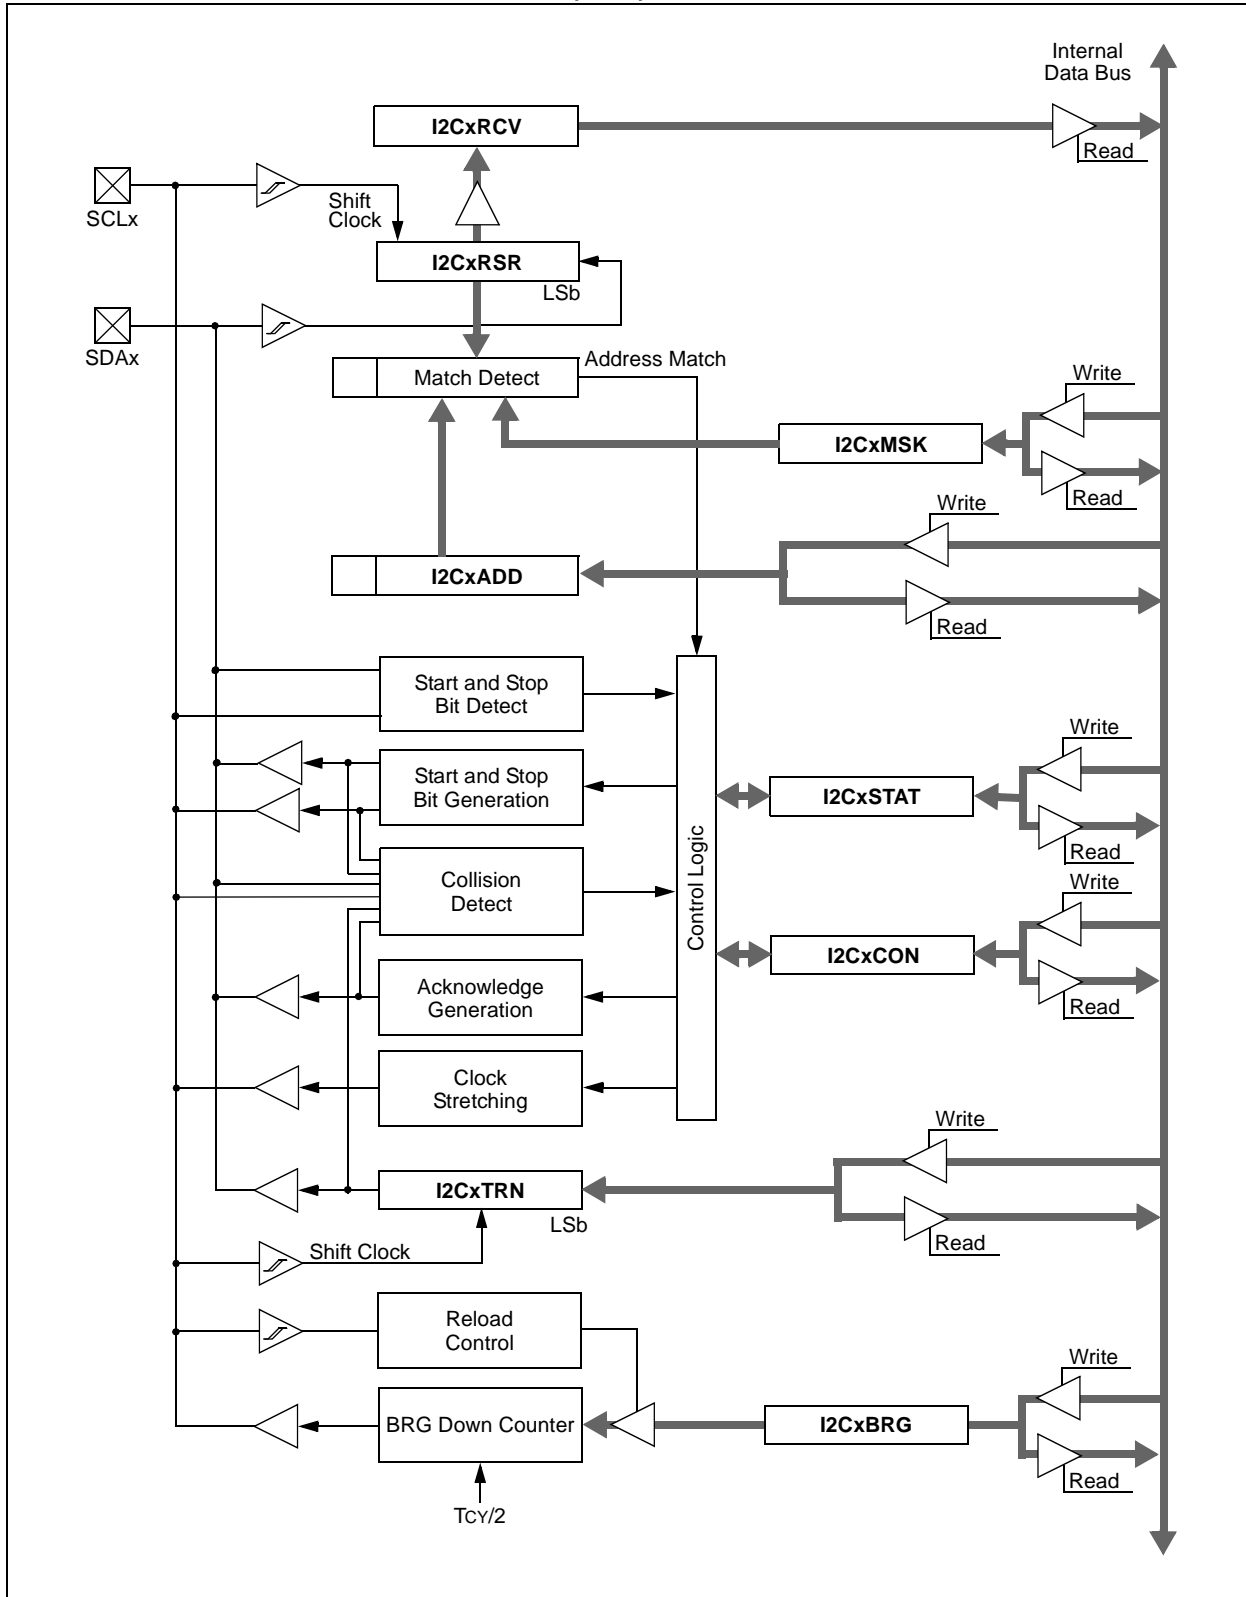 Internal
Data Bus
I2CxRCV
Read
SCLx
Shift
Clock
I2CxRSR
LSb
SDAx
Match Detect
Address Match
Write
I2CxMSK
Read
Write
I2CxADD
Read
Start and Stop
Bit Detect
Write
Start and Stop
Bit Generation
I2CxSTAT
Read
Control Logic
Collision
Detect
Write
I2CxCON
Read
Acknowledge
Generation
Clock
Stretching
Write
I2CxTRN
LSb
Read
Shift Clock
Reload
Control
Write
BRG Down Counter
I2CxBRG
Read
TCY/2